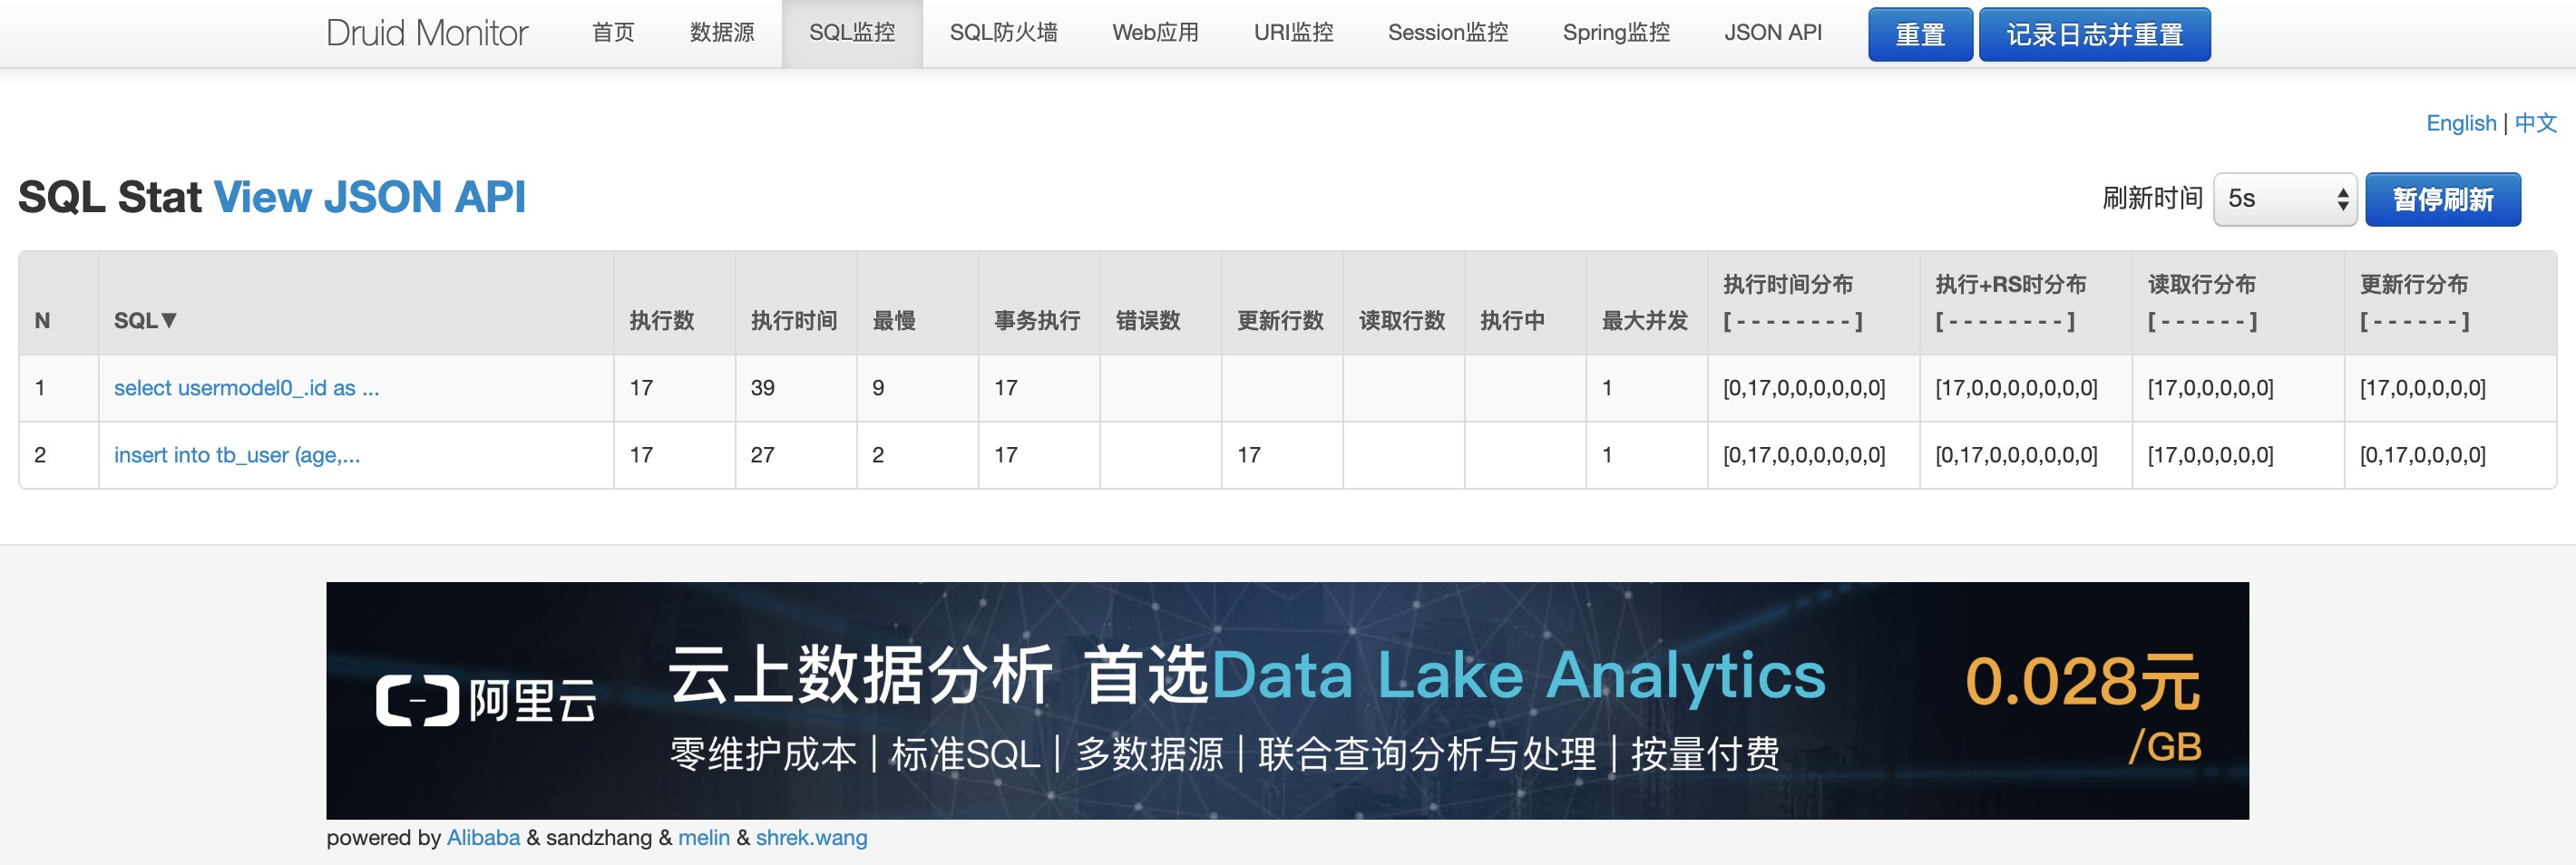 Druid Monitor 首页 数据源 SQL监控 SQL防火墙 Web应用 URI监控 Session监控 Spring监控 JSON API 重置 记录日志并重置
English | 中文
SQL Stat View JSON API 刷新时间 5s 暂停刷新
N SQL▼ 执行数 执行时间 最慢 事务执行 错误数 更新行数 读取行数 执行中 最大并发 执行时间分布 [ - - - - - - - - ] 执行+RS时分布 [ - - - - - - - - ] 读取行分布 [ - - - - - - ] 更新行分布 [ - - - - - - ]
1 select usermodel0_.id as ... 17 39 9 17 1 [0,17,0,0,0,0,0,0] [17,0,0,0,0,0,0,0] [17,0,0,0,0,0] [17,0,0,0,0,0]
2 insert into tb_user (age,... 17 27 2 17 17 1 [0,17,0,0,0,0,0,0] [0,17,0,0,0,0,0,0] [17,0,0,0,0,0] [0,17,0,0,0,0]
阿里云
云上数据分析 首选Data Lake Analytics
零维护成本 | 标准SQL | 多数据源 | 联合查询分析与处理 | 按量付费
0.028元
/GB
powered by Alibaba & sandzhang & melin & shrek.wang